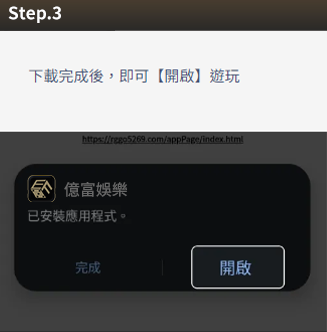 Step.3
下載完成後，即可【開啟】遊玩
https://rggo5269.com/appPage/index.html
億富娛樂
已安裝應用程式。
完成
開啟